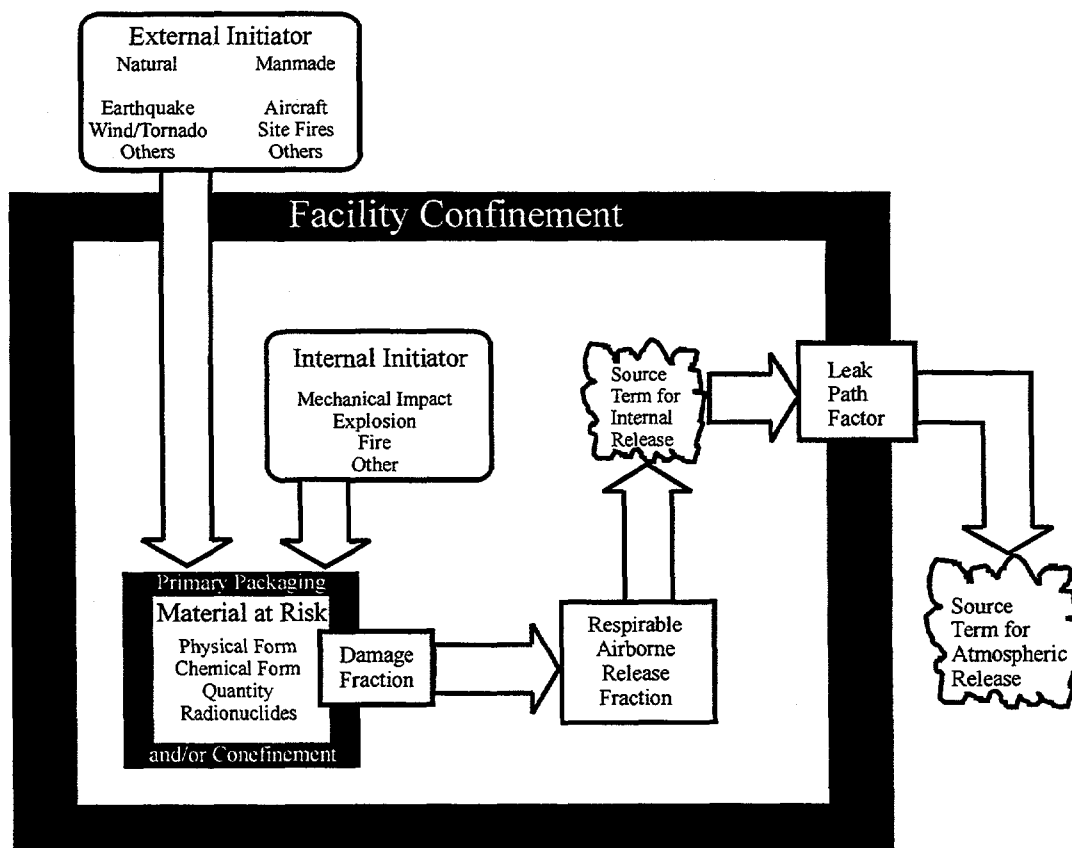 External Initiator
Natural Manmade
Earthquake Aircraft
Wind/Tornado Site Fires
Others Others
Facility Confinement
Internal Initiator
Mechanical Impact
Explosion
Fire
Other
Source
Term for
Internal
Release
Leak
Path
Factor
Primary Packaging
Material at Risk
Physical Form
Chemical Form
Quantity
Radionuclides
and/or Conefinement
Damage
Fraction
Respirable
Airborne
Release
Fraction
Source
Term for
Atmospheric
Release